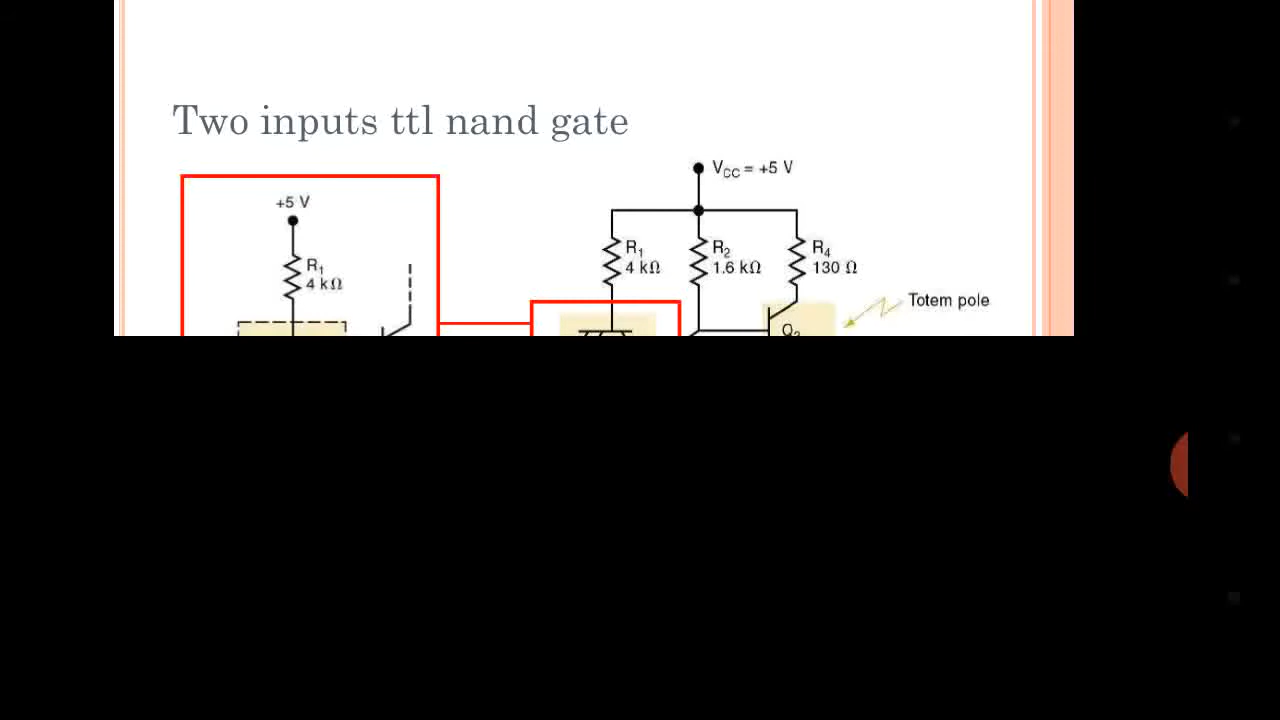 Two inputs ttl nand gate
VCC = +5 V
+5 V
R1
4 kΩ
R1
4 kΩ
R2
1.6 kΩ
R4
130 Ω
Totem pole